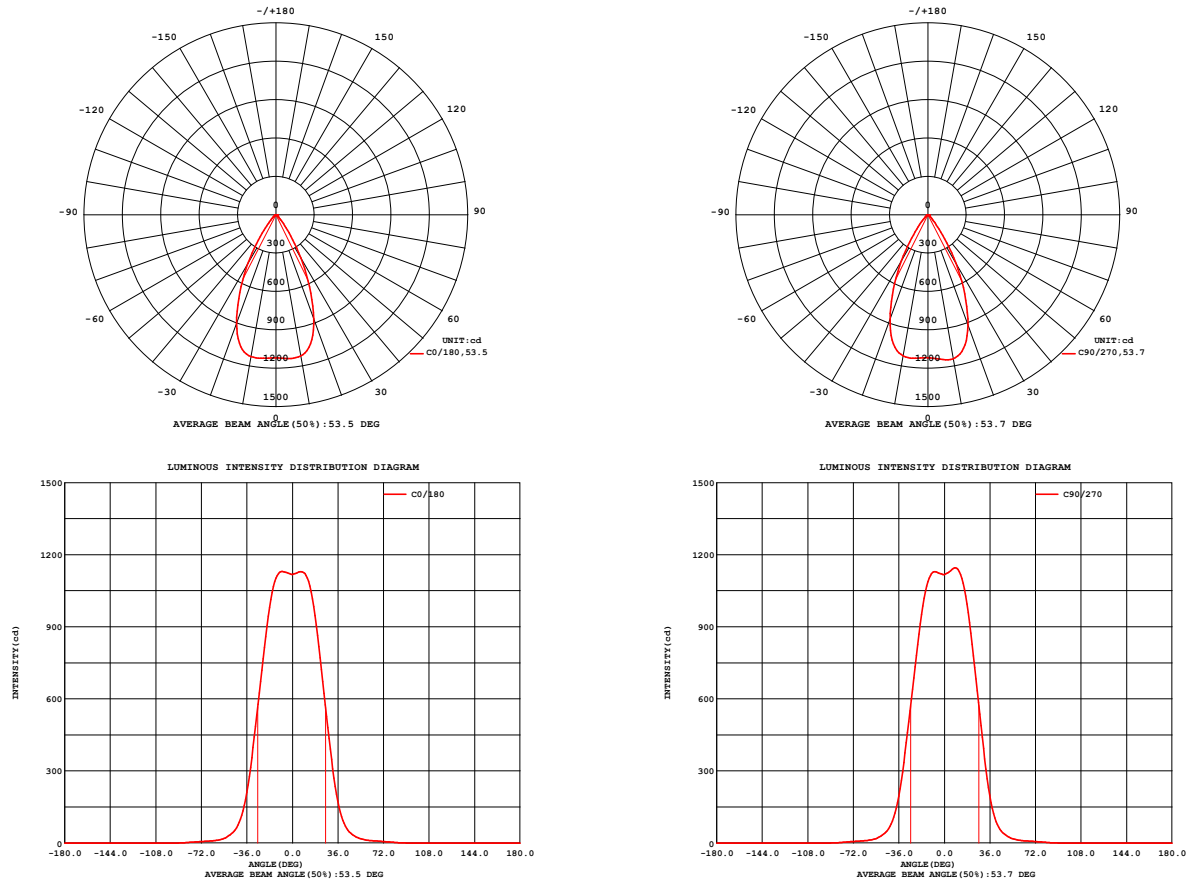 -/+180
-150
150
-120
120
-90
90
-60
60
-30
30
0
0
300
600
900
1200
1500
UNIT:cd
C0/180,53.5
AVERAGE BEAM ANGLE(50%):53.5 DEG
-/+180
-150
150
-120
120
-90
90
-60
60
-30
30
0
0
300
600
900
1200
1500
UNIT:cd
C90/270,53.7
AVERAGE BEAM ANGLE(50%):53.7 DEG
LUMINOUS INTENSITY DISTRIBUTION DIAGRAM
C0/180
1500
1200
900
600
300
0
INTENSITY(cd)
-180.0 -144.0 -108.0 -72.0 -36.0 0.0 36.0 72.0 108.0 144.0 180.0
ANGLE(DEG)
AVERAGE BEAM ANGLE(50%):53.5 DEG
LUMINOUS INTENSITY DISTRIBUTION DIAGRAM
C90/270
1500
1200
900
600
300
0
INTENSITY(cd)
-180.0 -144.0 -108.0 -72.0 -36.0 0.0 36.0 72.0 108.0 144.0 180.0
ANGLE(DEG)
AVERAGE BEAM ANGLE(50%):53.7 DEG